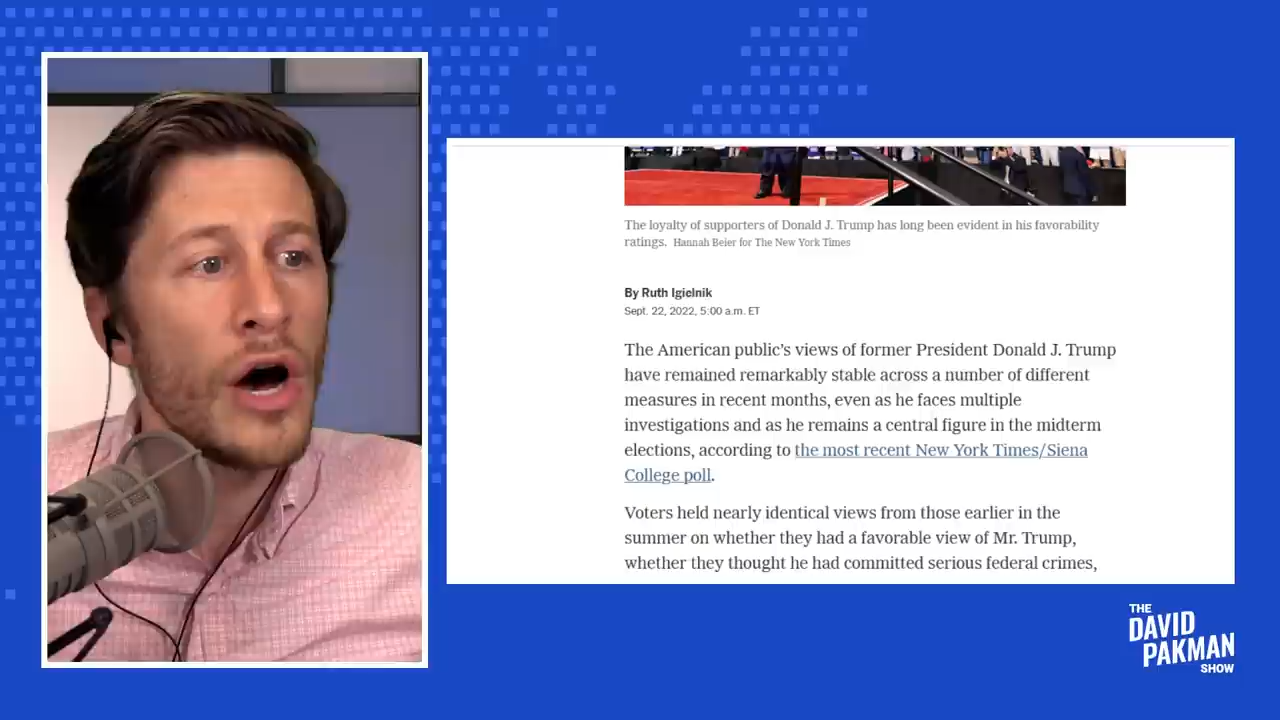 The loyalty of supporters of Donald J. Trump has long been evident in his favorability
ratings. Hannah Beier for The New York Times
By Ruth Igielnik
Sept. 22, 2022, 5:00 a.m. ET
The American public’s views of former President Donald J. Trump
have remained remarkably stable across a number of different
measures in recent months, even as he faces multiple
investigations and as he remains a central figure in the midterm
elections, according to the most recent New York Times/Siena
College poll.
Voters held nearly identical views from those earlier in the
summer on whether they had a favorable view of Mr. Trump,
whether they thought he had committed serious federal crimes,
THE
DAVID
PAKMAN
SHOW